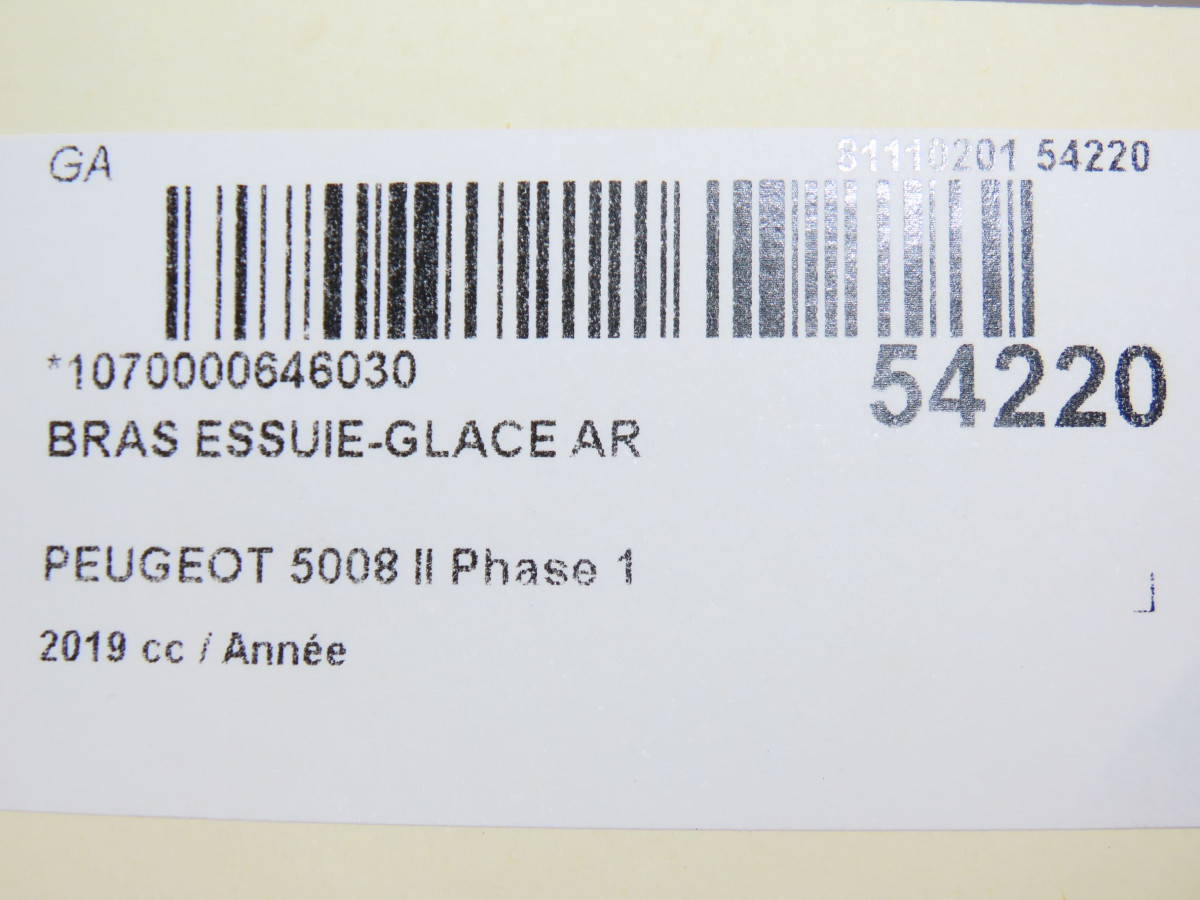 GA
81110201 54220
*1070000646030
54220
BRAS ESSUIE-GLACE AR
PEUGEOT 5008 II Phase 1
2019 cc / Année